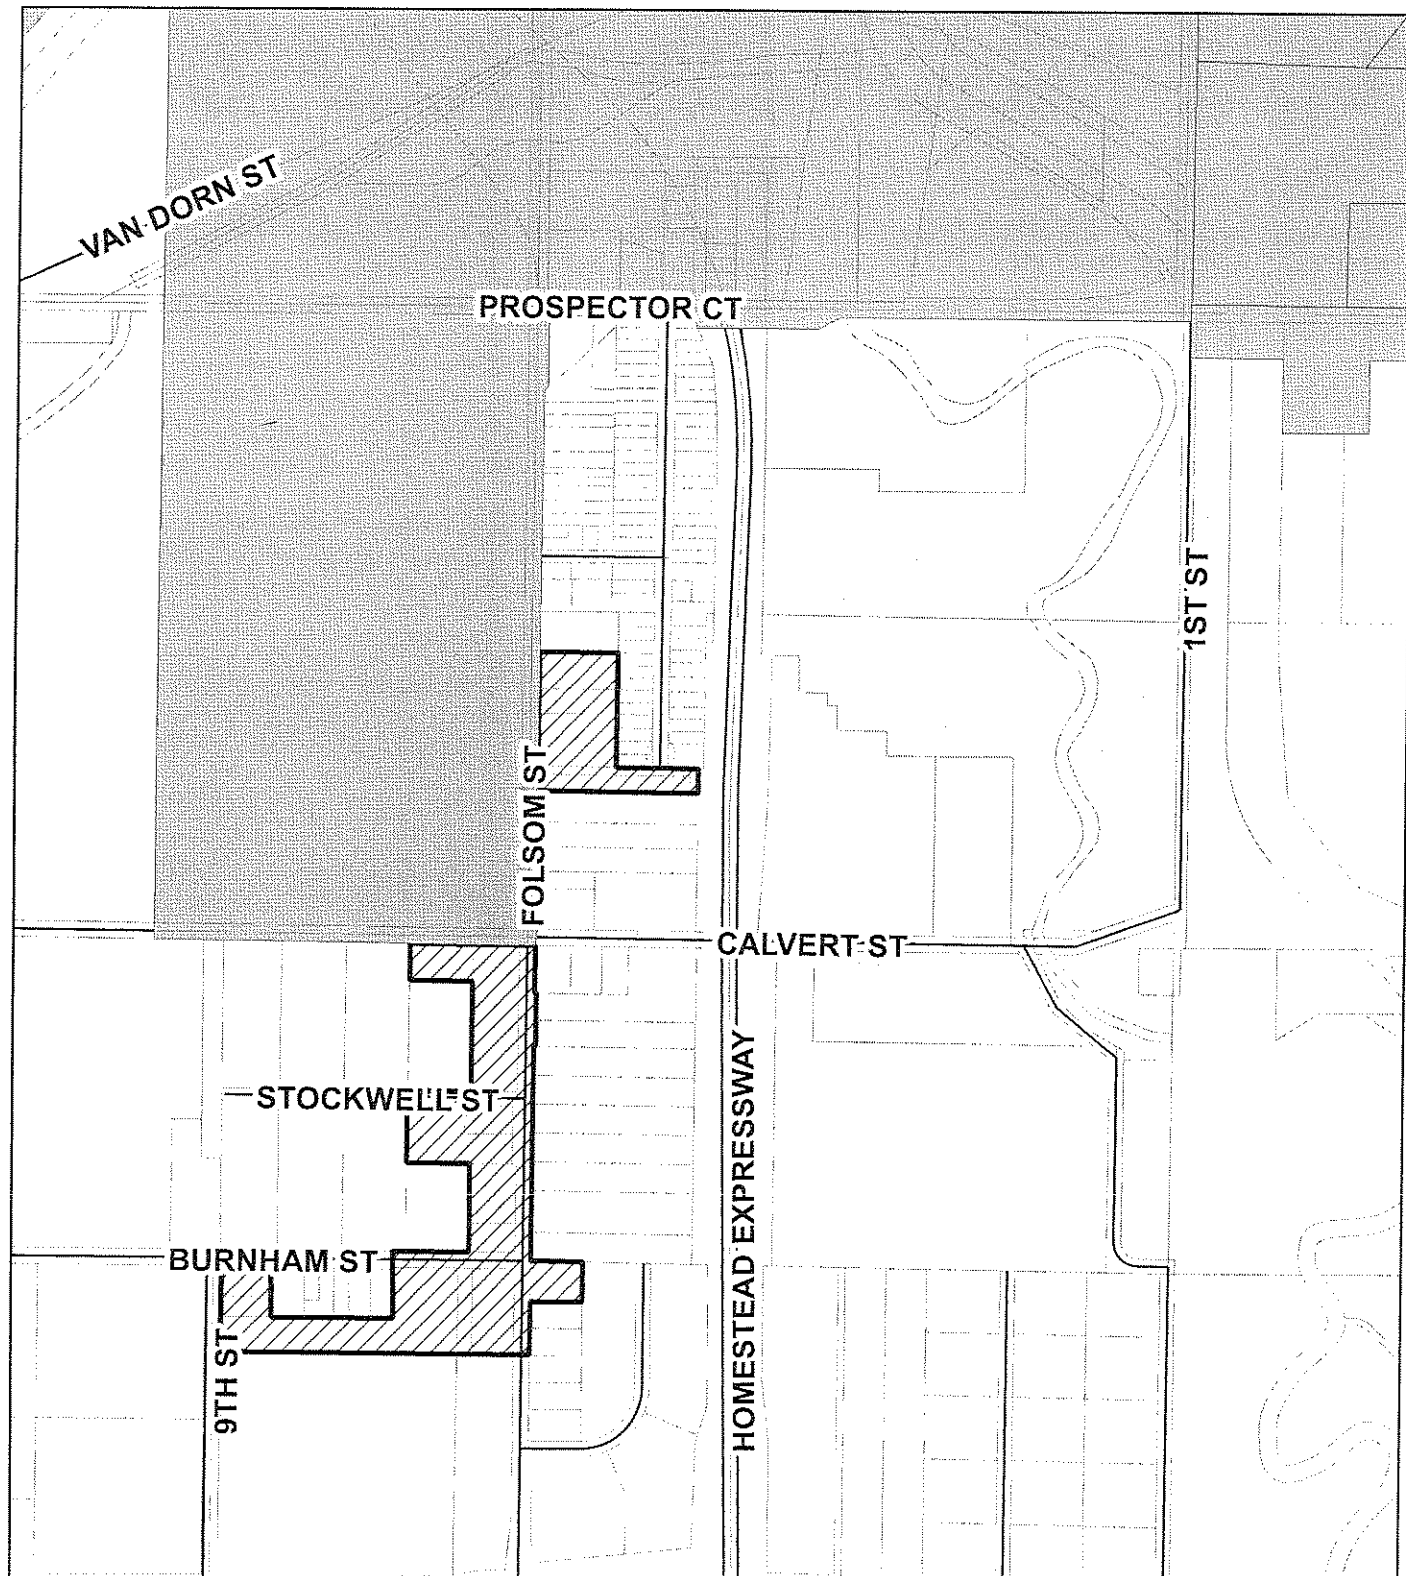 VAN DORN ST
PROSPECTOR CT
1ST ST
FOLSOM ST
CALVERT ST
STOCKWELL ST
HOMESTEAD EXPRESSWAY
BURNHAM ST
9TH ST